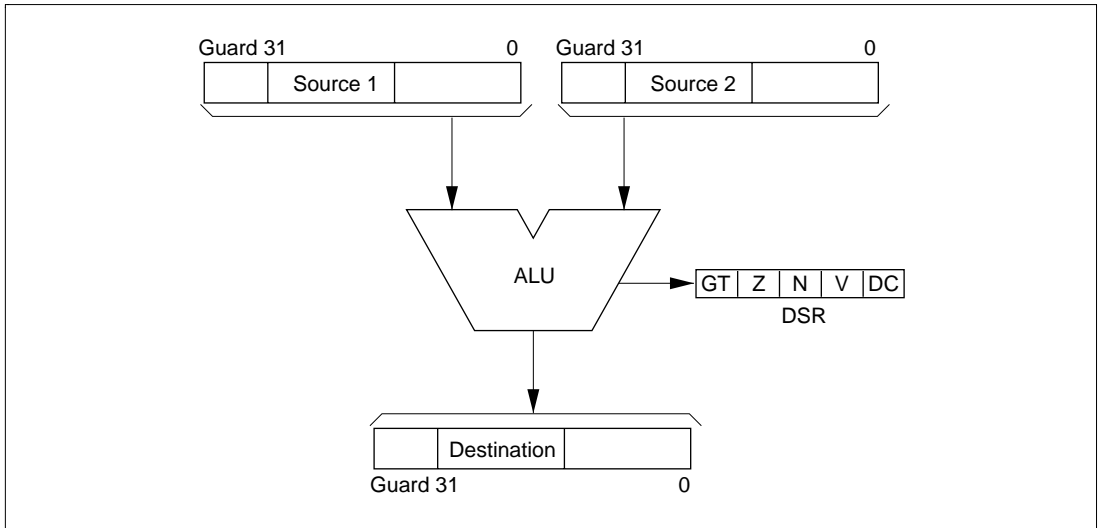 Guard 31 0 Guard 31 0
Source 1 Source 2
ALU
GT Z N V DC
DSR
Destination
Guard 31 0